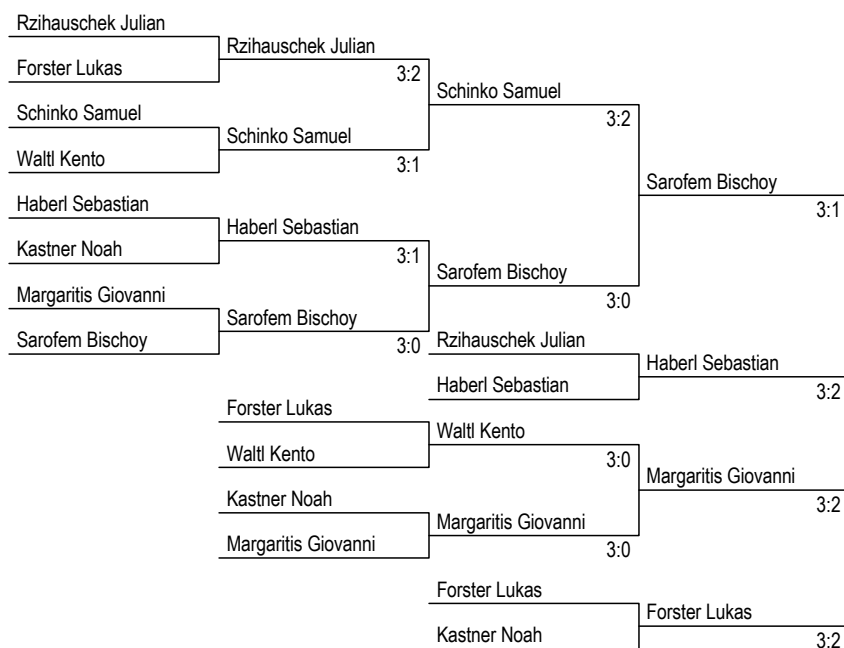 Rzihauschek Julian
Rzihauschek Julian
Forster Lukas
3:2
Schinko Samuel
Schinko Samuel
3:2
Schinko Samuel
Waltl Kento
3:1
Sarofem Bischoy
3:1
Haberl Sebastian
Haberl Sebastian
Kastner Noah
3:1
Sarofem Bischoy
3:0
Margaritis Giovanni
Sarofem Bischoy
Sarofem Bischoy
3:0
Rzihauschek Julian
Haberl Sebastian
Haberl Sebastian
3:2
Forster Lukas
Waltl Kento
Waltl Kento
3:0
Margaritis Giovanni
3:2
Kastner Noah
Margaritis Giovanni
Margaritis Giovanni
3:0
Forster Lukas
Forster Lukas
Kastner Noah
3:2